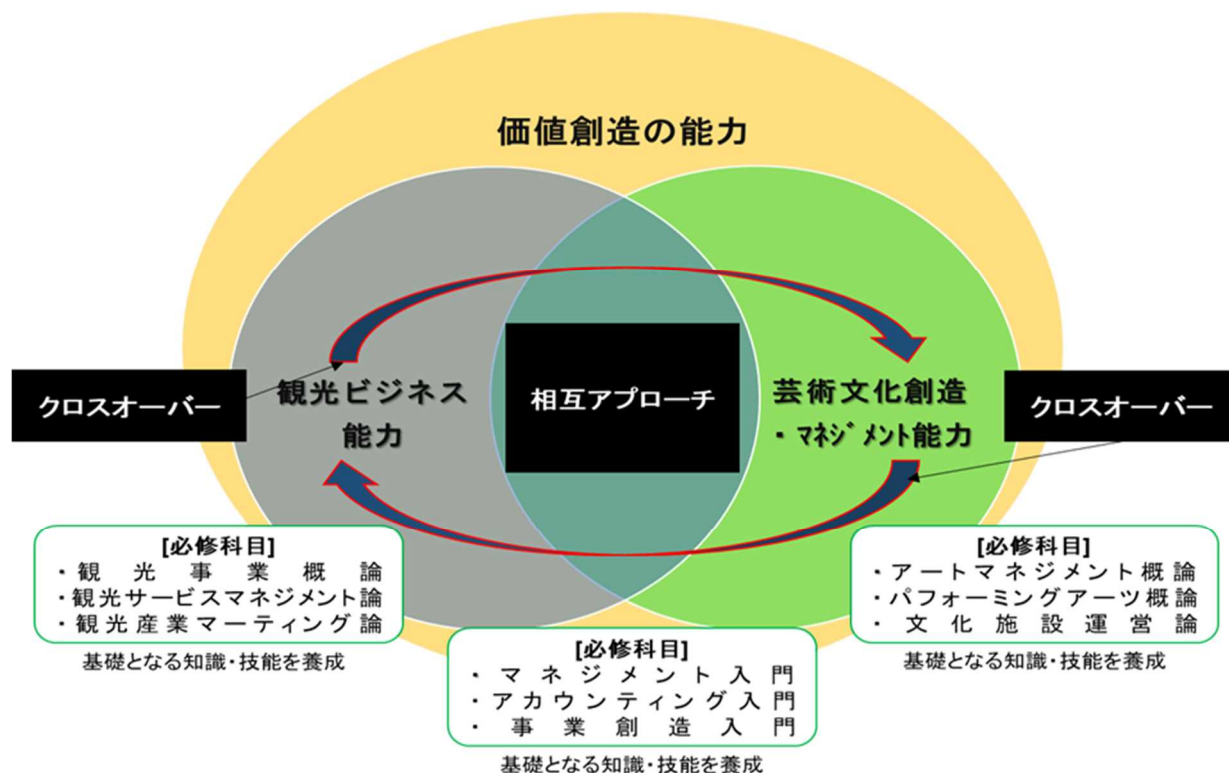 価値創造の能力
クロスオーバー
観光ビジネス
能力
相互アプローチ
芸術文化創造
・ﾏﾈｼﾞﾒﾝﾄ能力
クロスオーバー
[必修科目]
・観光事業概論
・観光サービスマネジメント論
・観光産業マーティング論
基礎となる知識・技能を養成
[必修科目]
・マネジメント入門
・アカウンティング入門
・事業創造入門
基礎となる知識・技能を養成
[必修科目]
・アートマネジメント概論
・パフォーミングアーツ概論
・文化施設運営論
基礎となる知識・技能を養成